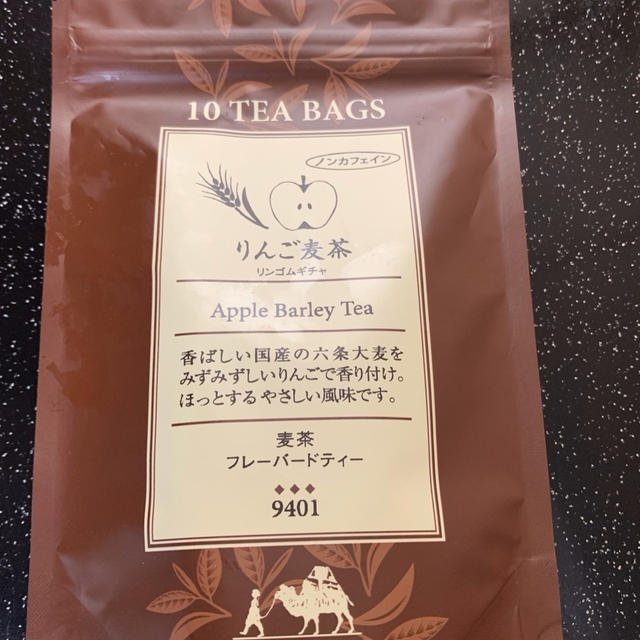 10 TEA BAGS
ノンカフェイン
りんご麦茶
リンゴムギチャ
Apple Barley Tea
香ばしい国産の六条大麦を
みずみずしいりんごで香り付け。
ほっとする やさしい風味です。
麦茶
フレーバードティー
9401